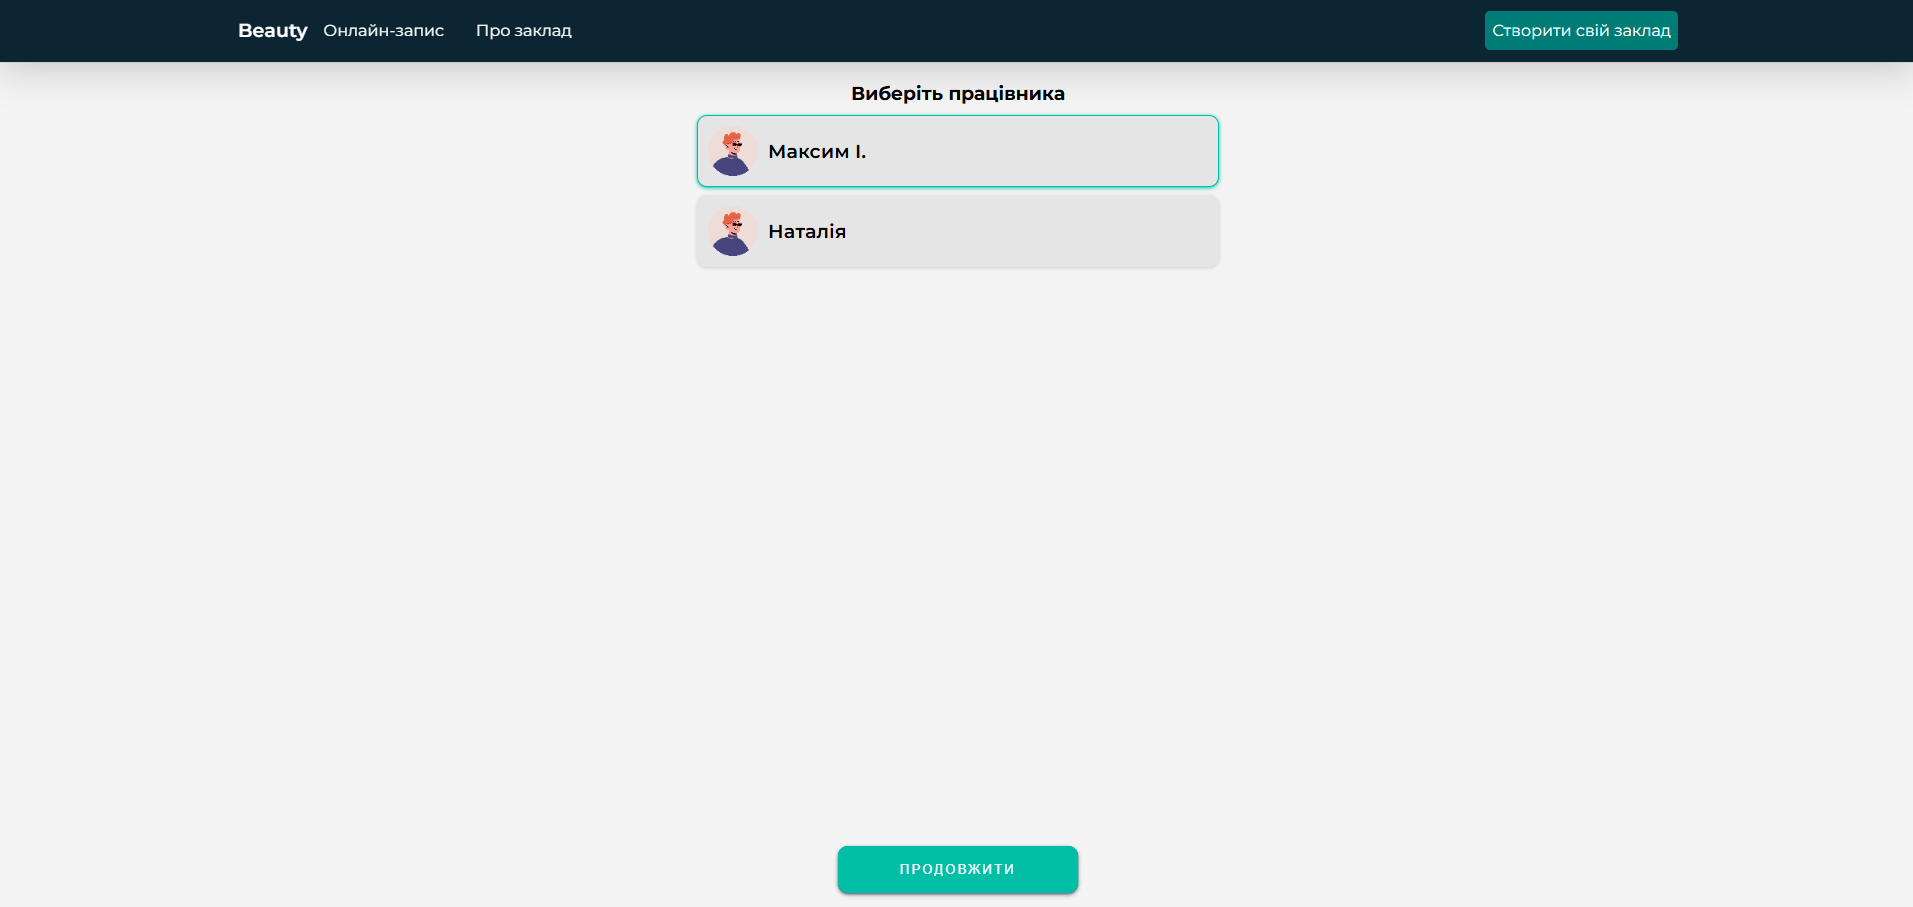 Beauty Онлайн-запис Про заклад Створити свій заклад
Виберіть працівника
Максим І.
Наталія
ПРОДОВЖИТИ